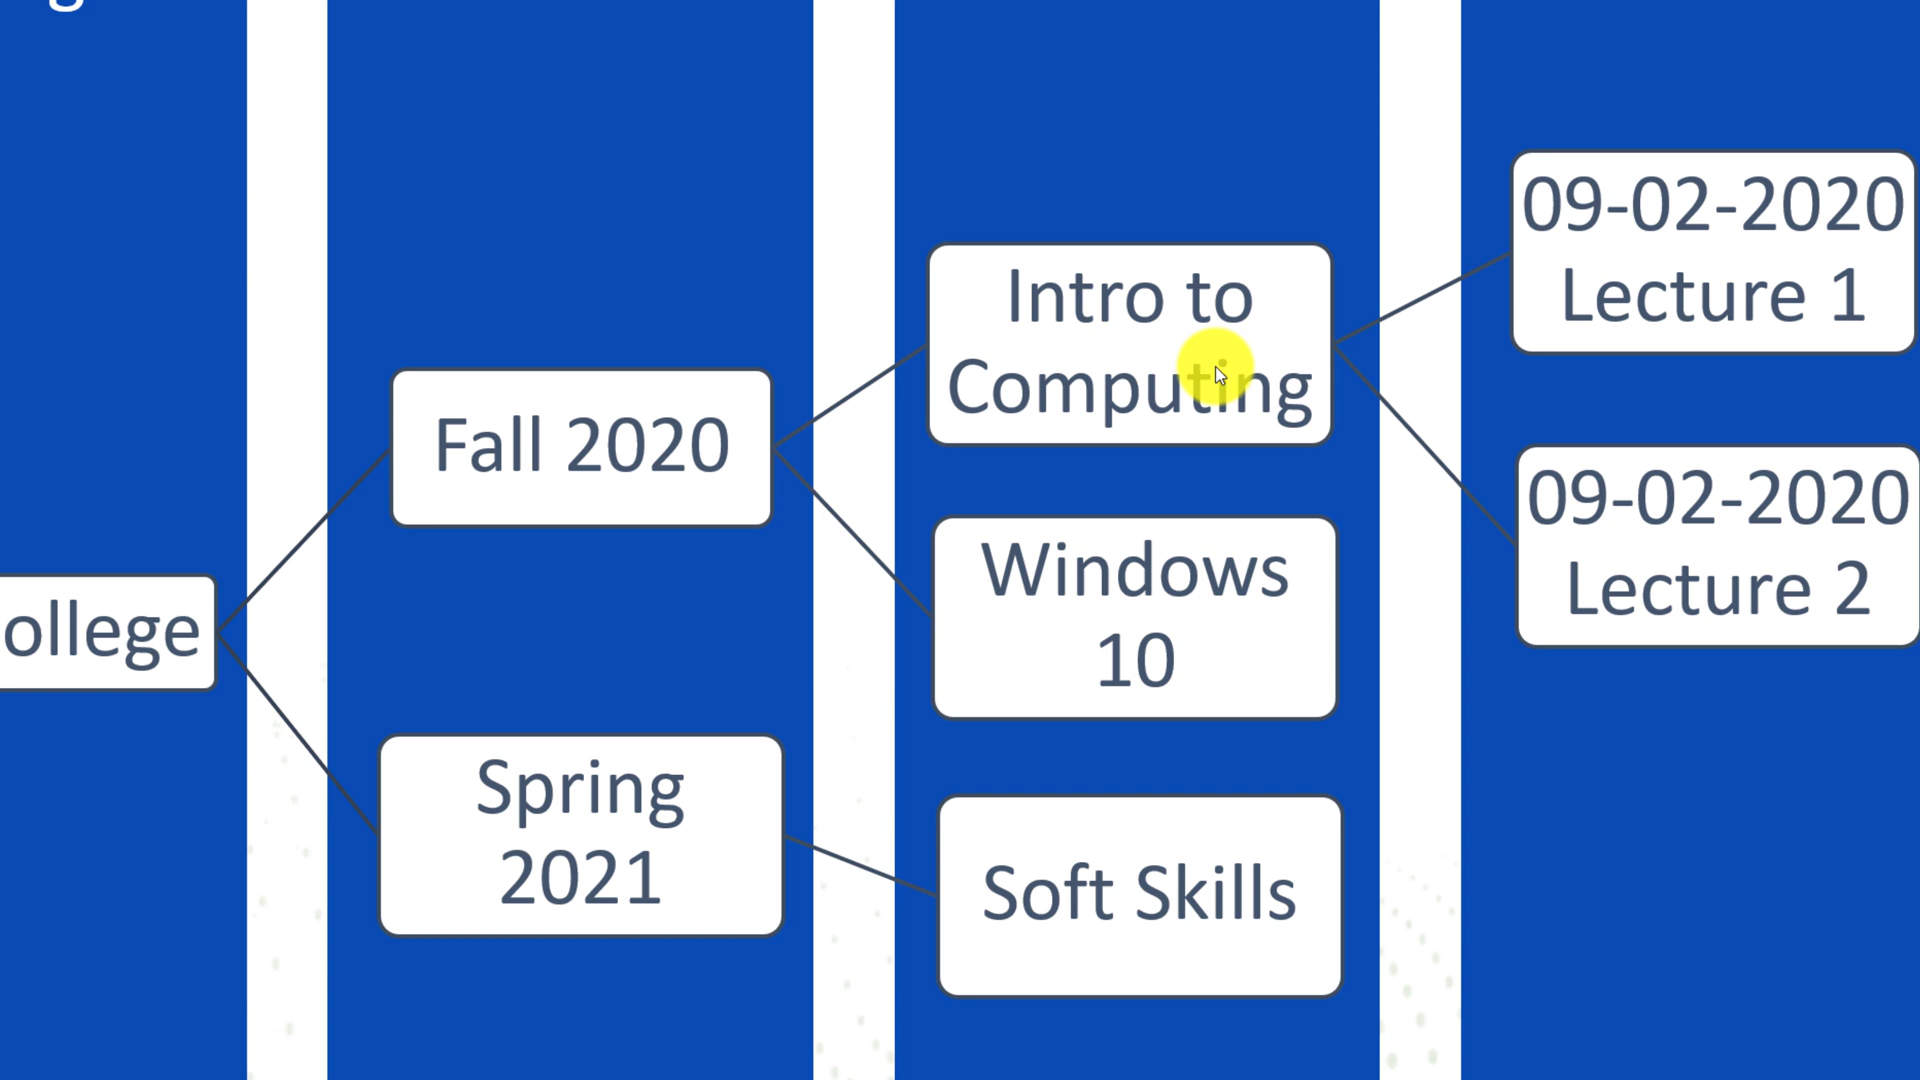 ollege
Fall 2020
Spring
2021
Intro to
Computing
Windows
10
Soft Skills
09-02-2020
Lecture 1
09-02-2020
Lecture 2